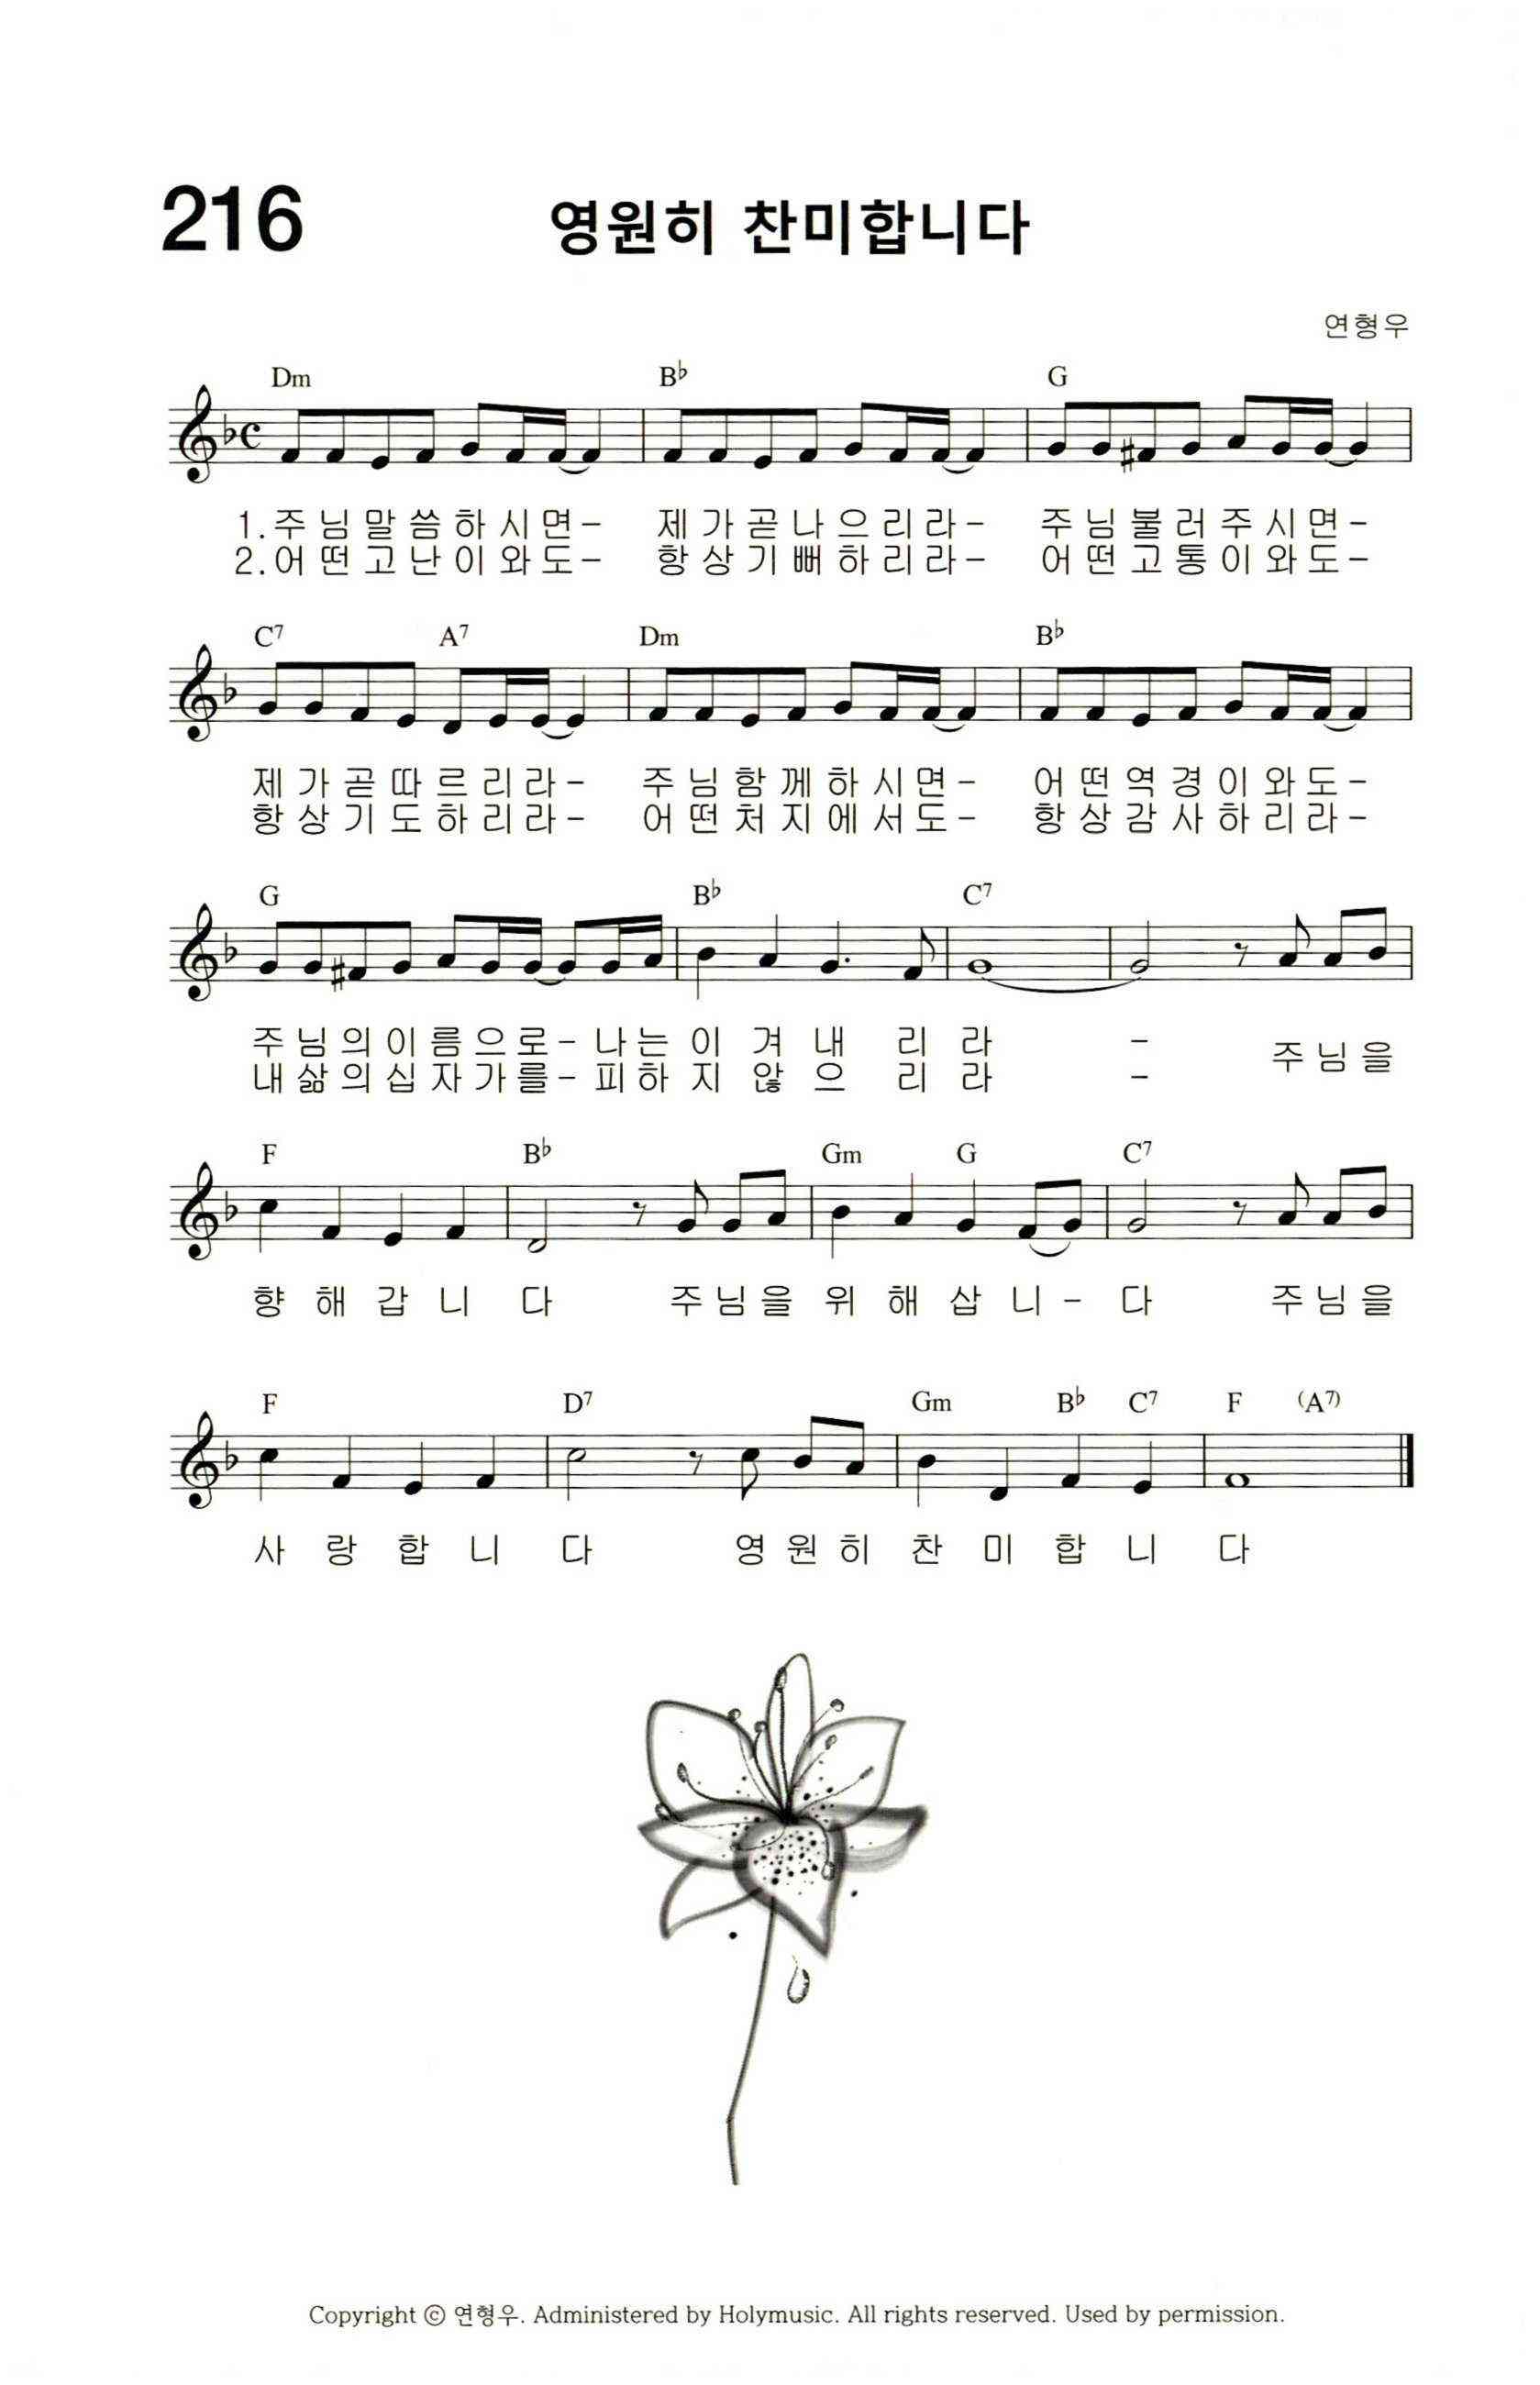 216
영원히 찬미합니다
연형우
Dm B♭ G
1.주님말씀하시면- 제가곧나으리라- 주님불러주시면-
2.어떤고난이와도- 항상기뻐하리라- 어떤고통이와도-
C7 A7 Dm B♭
제가곧따르리라- 주님함께하시면- 어떤역경이와도-
항상기도하리라- 어떤처지에서도- 항상감사하리라-
G B♭ C7
주님의이름으로-나는이겨내리라 - 주님을
내삶의십자가를-피하지않으리라 -
F B♭ Gm G C7
향해갑니다 주님을위해삽니-다 주님을
F D7 Gm B♭ C7 F (A7)
사랑합니다 영원히찬미합니다
Copyright ⓒ 연형우. Administered by Holymusic. All rights reserved. Used by permission.